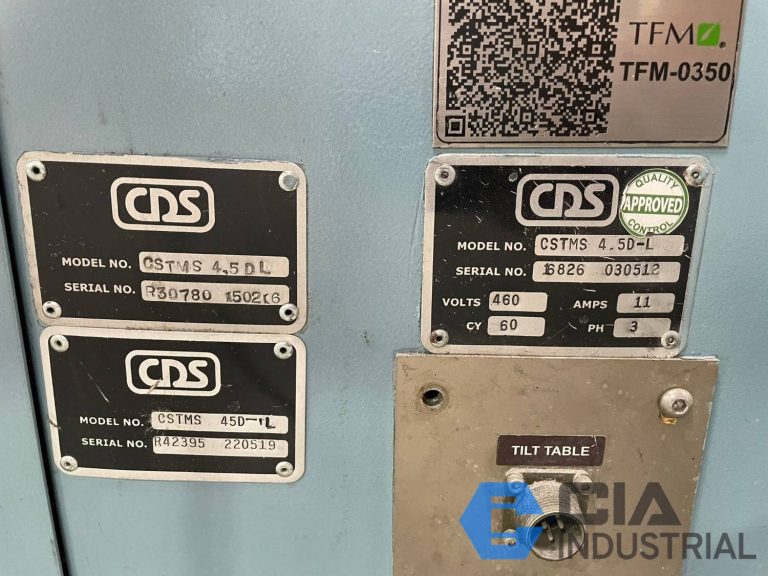 TFM
TFM-0350
CDS
MODEL NO. CSTMS 4.5 D L
SERIAL NO. R30780 150216
CDS
MODEL NO. CSTMS 45D-L
SERIAL NO. R42395 220519
CDS
QUALITY
APPROVED
CONTROL
MODEL NO. CSTMS 4.5D-L
SERIAL NO. 16826 030512
VOLTS 460 AMPS 11
CY 60 PH 3
TILT TABLE
CIA
INDUSTRIAL